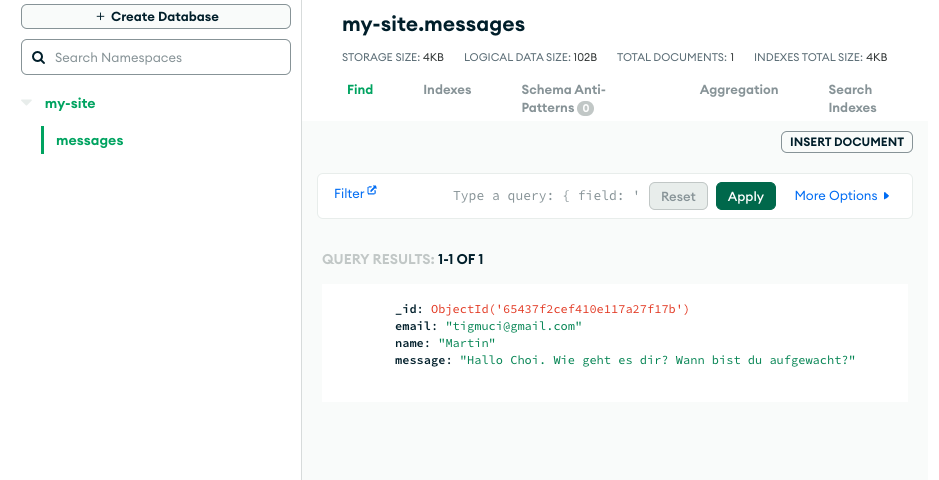 + Create Database
Search Namespaces
my-site
messages
my-site.messages
STORAGE SIZE: 4KB LOGICAL DATA SIZE: 102B TOTAL DOCUMENTS: 1 INDEXES TOTAL SIZE: 4KB
Find Indexes Schema Anti-Patterns 0 Aggregation Search Indexes
INSERT DOCUMENT
Filter Type a query: { field: ' Reset Apply More Options
QUERY RESULTS: 1-1 OF 1
_id: ObjectId('65437f2cef410e117a27f17b')
email: "tigmuci@gmail.com"
name: "Martin"
message: "Hallo Choi. Wie geht es dir? Wann bist du aufgewacht?"